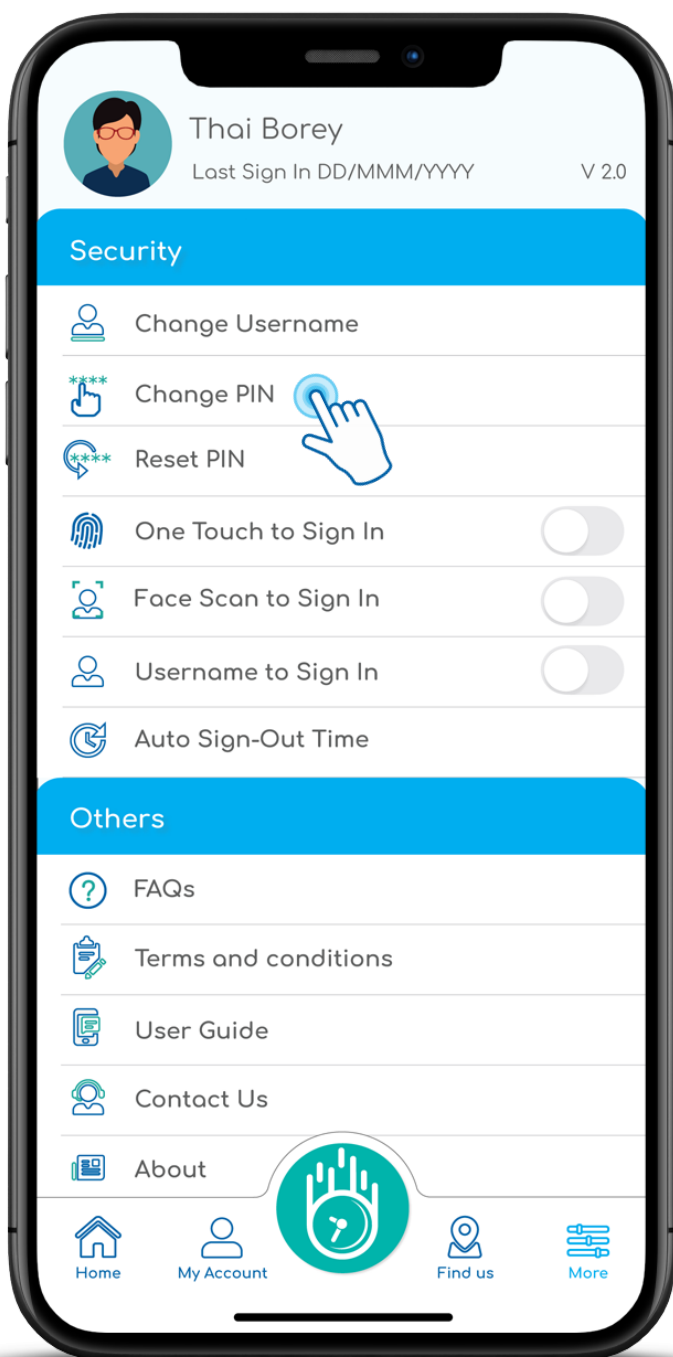 Thai Borey
Last Sign In DD/MMM/YYYY V 2.0
Security
Change Username
****
Change PIN
****
Reset PIN
One Touch to Sign In
Face Scan to Sign In
Username to Sign In
Auto Sign-Out Time
Others
?
FAQs
Terms and conditions
User Guide
Contact Us
About
Home
My Account
Find us
More